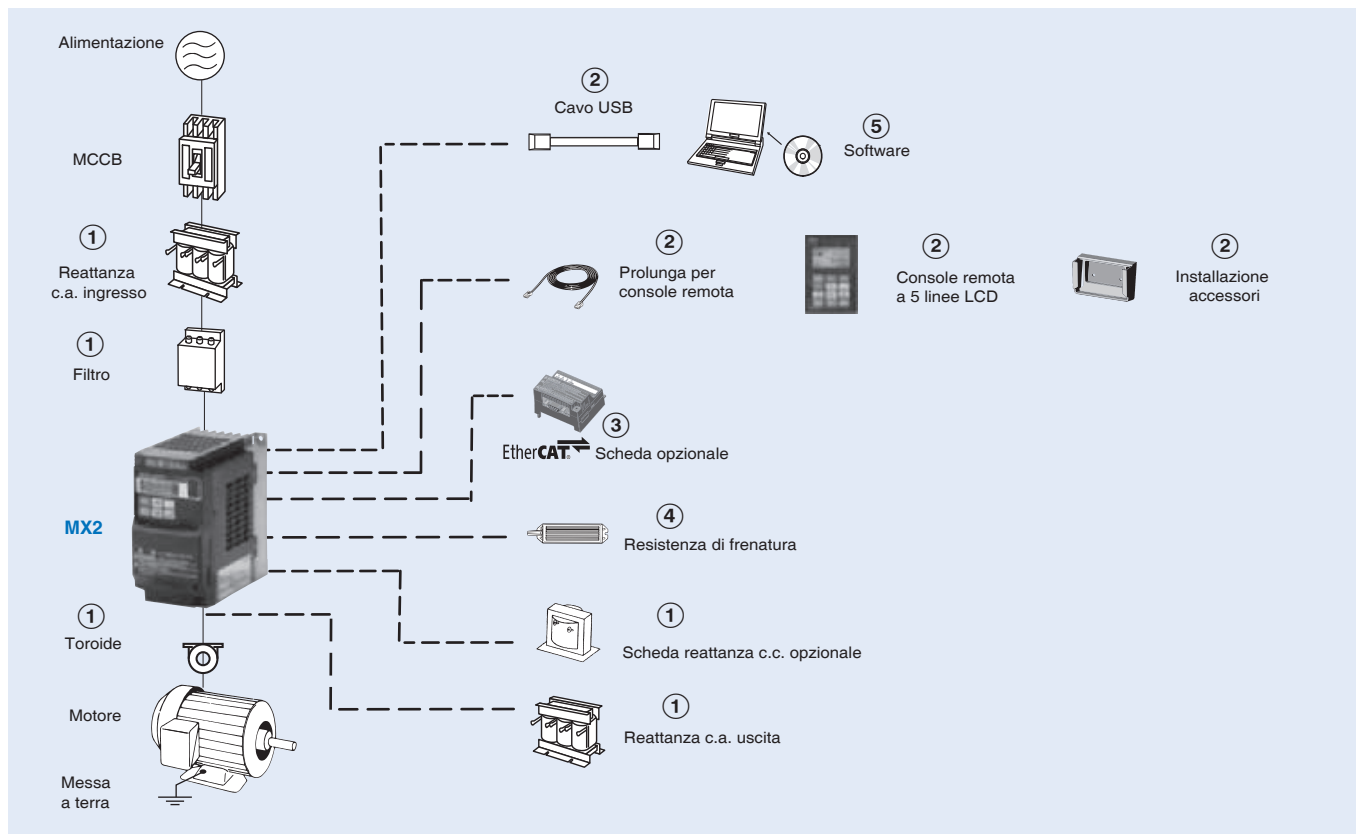 Alimentazione
MCCB
1
Reattanza
c.a. ingresso
1
Filtro
MX2
1
Toroide
Motore
Messa
a terra
2
Cavo USB
5
Software
2
Prolunga per
console remota
2
Console remota
a 5 linee LCD
2
Installazione
accessori
3
EtherCAT® Scheda opzionale
4
Resistenza di frenatura
1
Scheda reattanza c.c. opzionale
1
Reattanza c.a. uscita